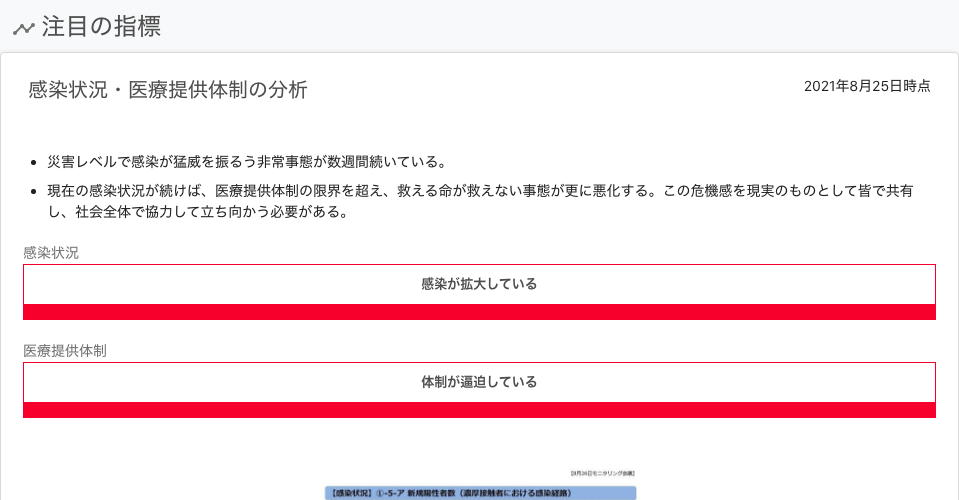 注目の指標
感染状況・医療提供体制の分析
2021年8月25日時点
災害レベルで感染が猛威を振るう非常事態が数週間続いている。
現在の感染状況が続けば、医療提供体制の限界を超え、救える命が救えない事態が更に悪化する。この危機感を現実のものとして皆で共有
し、社会全体で協力して立ち向かう必要がある。
感染状況
感染が拡大している
医療提供体制
体制が逼迫している
【感染状況】①-5-ア 新規陽性者数（濃厚接触者における感染経路）